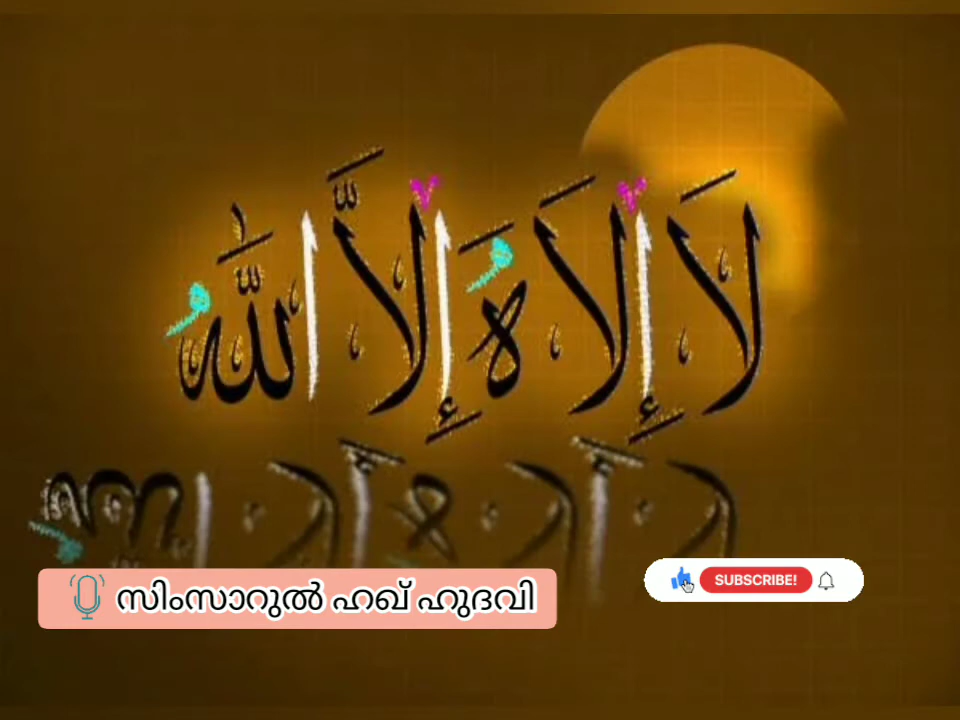 لَا إِلَٰهَ إِلَّا اللّٰهُ
സിംസാറുൽ ഹഖ് ഹുദവി
SUBSCRIBE!